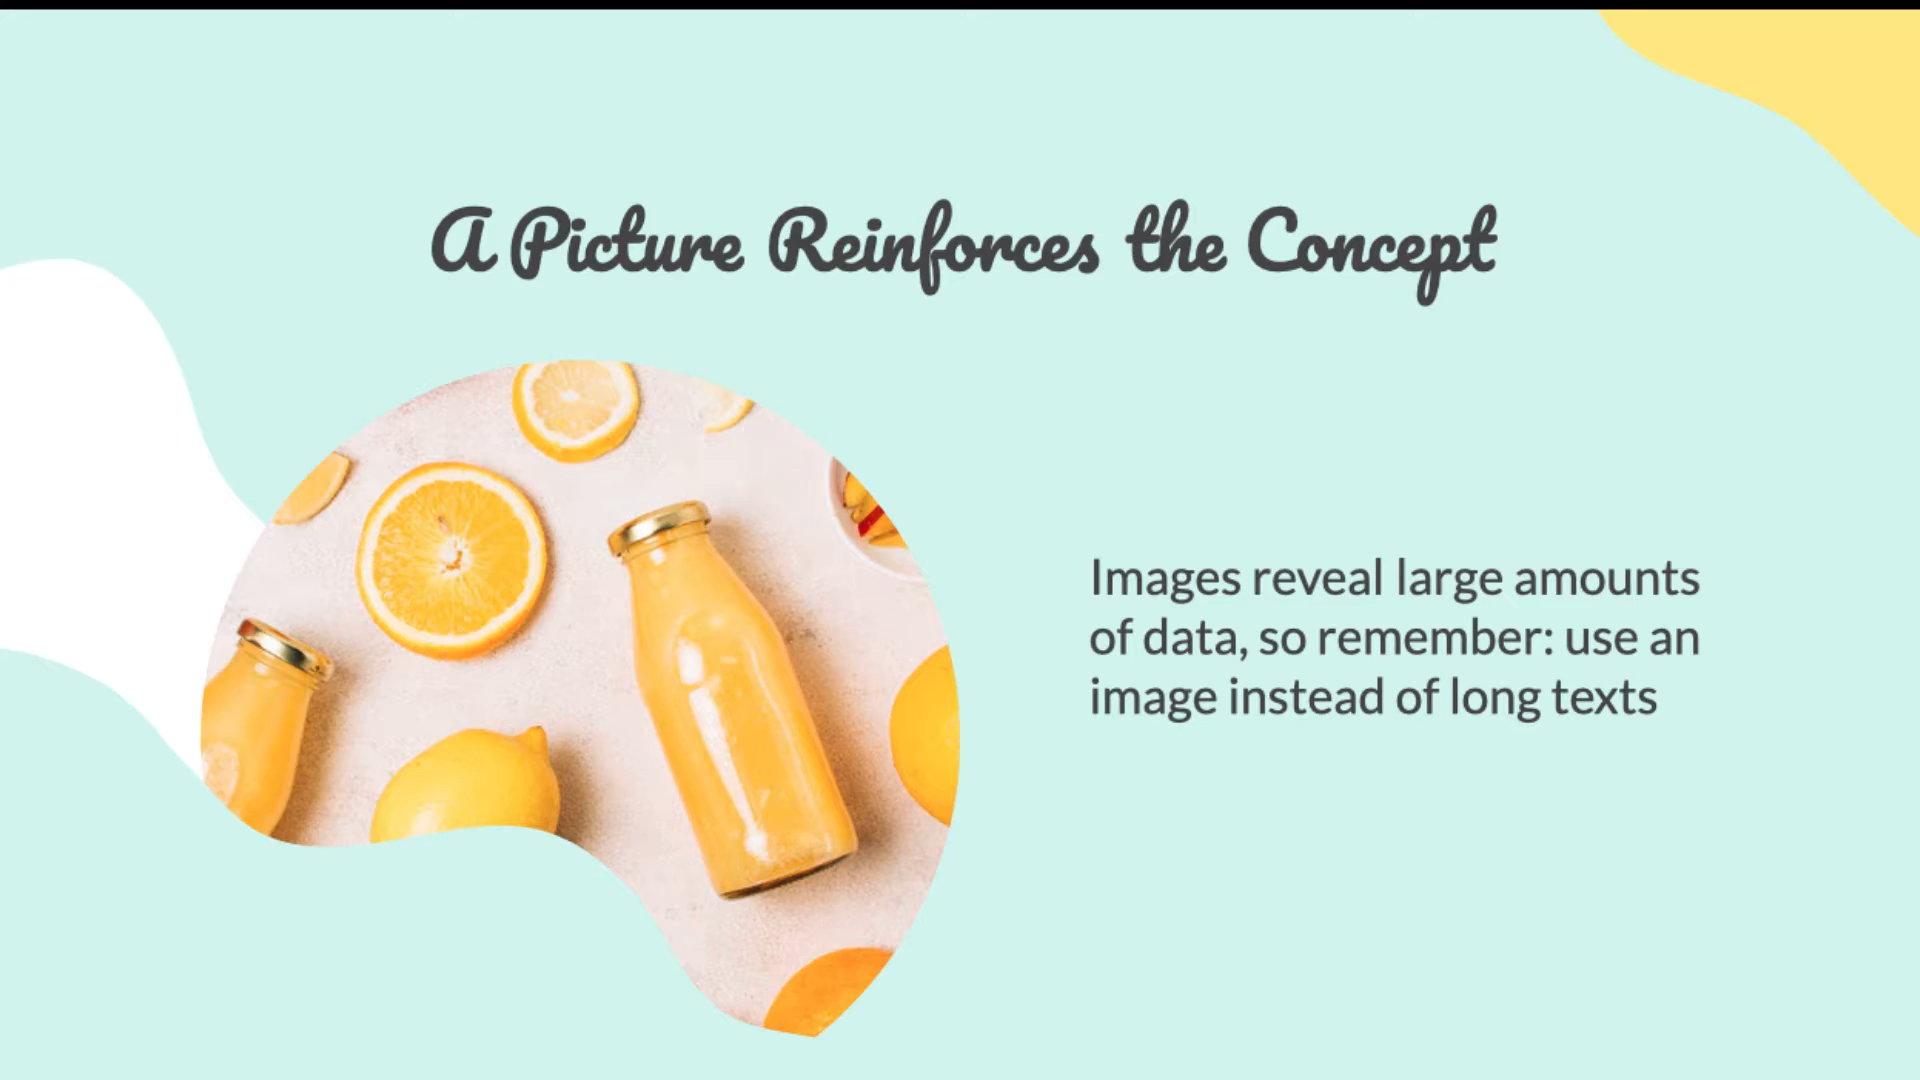 A Picture Reinforces the Concept
Images reveal large amounts
of data, so remember: use an
image instead of long texts